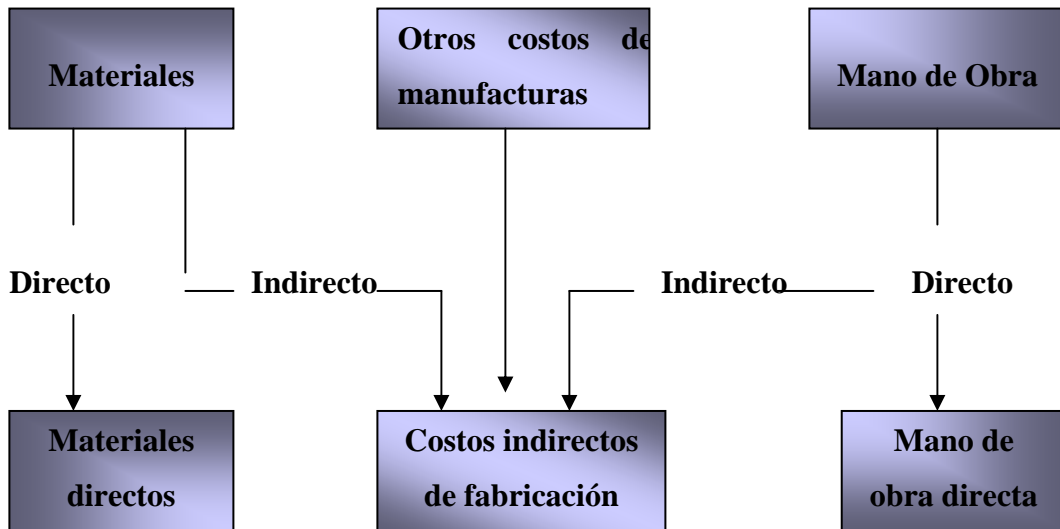 Materiales
Otros costos de
manufacturas
Mano de Obra
Directo
Indirecto
Indirecto
Directo
Materiales
directos
Costos indirectos
de fabricación
Mano de
obra directa